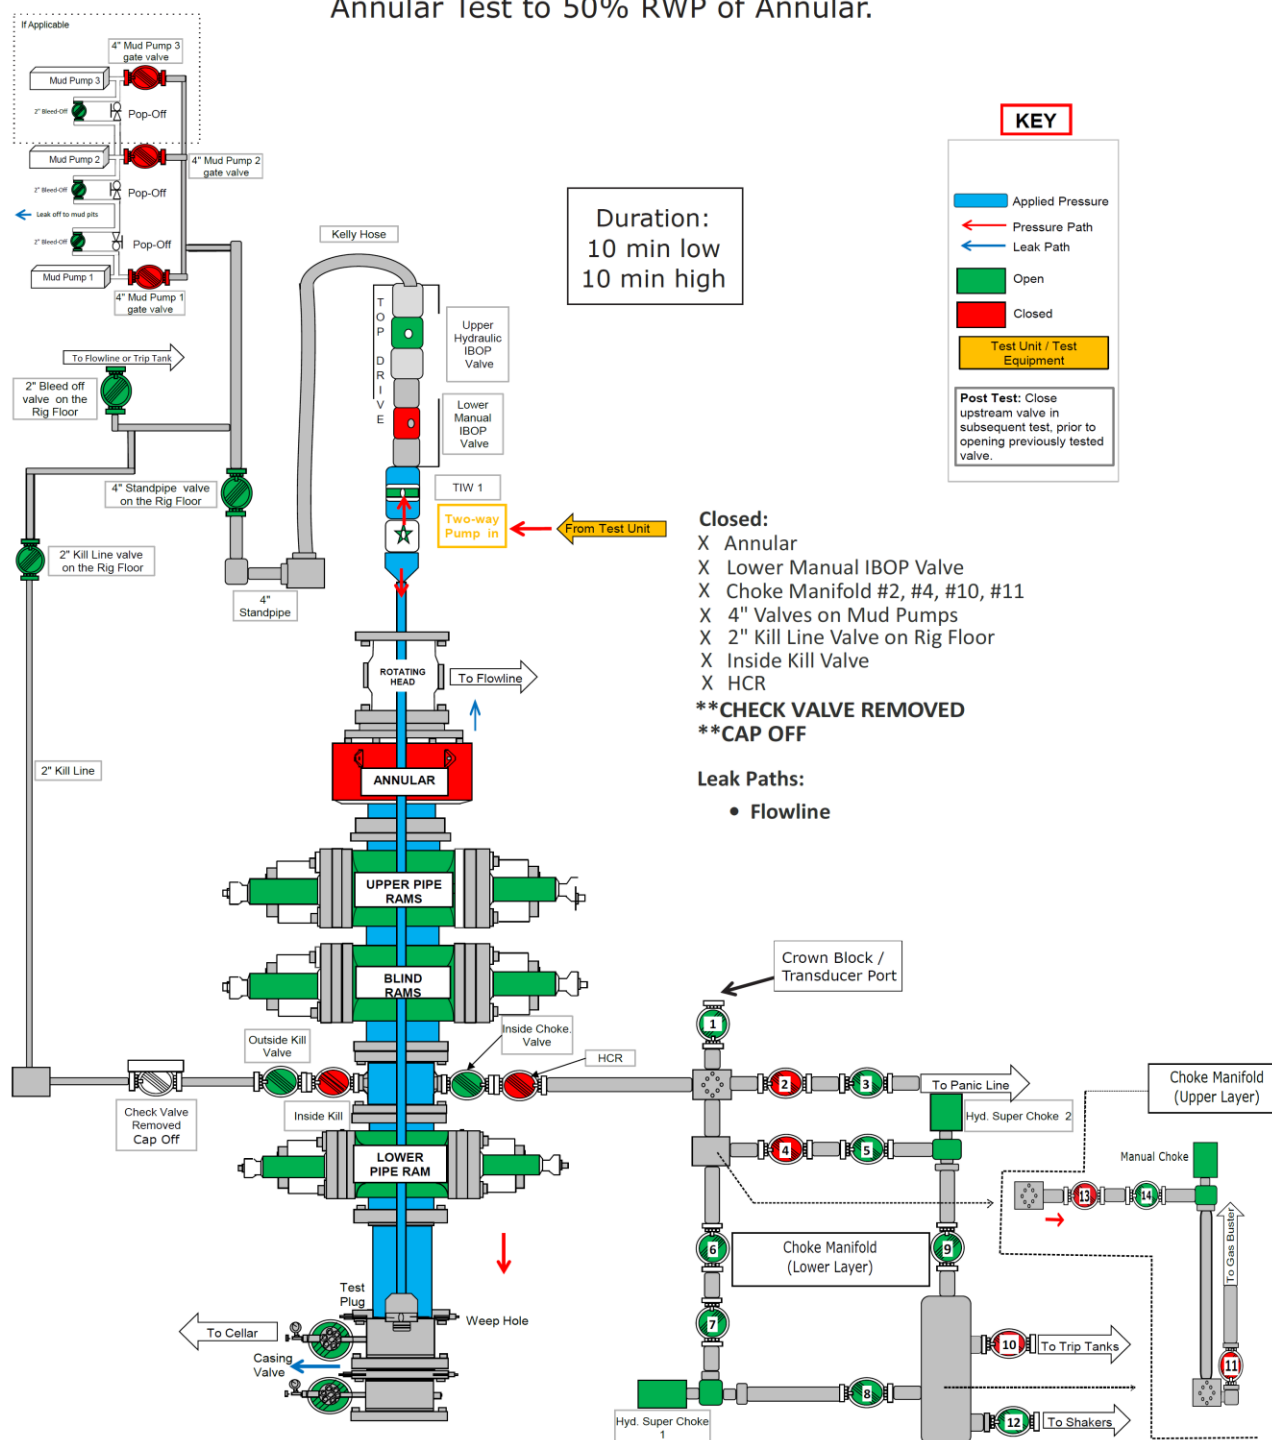 Annular Test to 50% RWP of Annular.
If Applicable
4" Mud Pump 3
gate valve
Mud Pump 3
2" Bleed-Off
Pop-Off
Mud Pump 2
4" Mud Pump 2
gate valve
2" Bleed-Off
Pop-Off
Leak off to mud pits
2" Bleed-Off
Pop-Off
Mud Pump 1
4" Mud Pump 1
gate valve
KEY
Applied Pressure
Pressure Path
Leak Path
Open
Closed
Test Unit / Test
Equipment
Post Test: Close
upstream valve in
subsequent test, prior to
opening previously tested
valve.
Duration:
10 min low
10 min high
Kelly Hose
TOP DRIVE
Upper
Hydraulic
IBOP
Valve
Lower
Manual
IBOP
Valve
TIW 1
Two-way
Pump in
From Test Unit
To Flowline or Trip Tank
2" Bleed off
valve on the
Rig Floor
4" Standpipe valve
on the Rig Floor
2" Kill Line valve
on the Rig Floor
4"
Standpipe
Closed:
X Annular
X Lower Manual IBOP Valve
X Choke Manifold #2, #4, #10, #11
X 4" Valves on Mud Pumps
X 2" Kill Line Valve on Rig Floor
X Inside Kill Valve
X HCR
**CHECK VALVE REMOVED
**CAP OFF
Leak Paths:
• Flowline
ROTATING
HEAD
To Flowline
2" Kill Line
ANNULAR
UPPER PIPE
RAMS
BLIND
RAMS
Crown Block /
Transducer Port
1
Outside Kill
Valve
Inside Choke.
Valve
HCR
2
3
To Panic Line
Choke Manifold
(Upper Layer)
Check Valve
Removed
Cap Off
Inside Kill
Hyd. Super Choke 2
LOWER
PIPE RAM
4
5
Manual Choke
13
14
6
Choke Manifold
(Lower Layer)
9
To Gas Buster
Test
Plug
Weep Hole
7
To Cellar
10
To Trip Tanks
Casing
Valve
11
8
Hyd. Super Choke
1
12
To Shakers